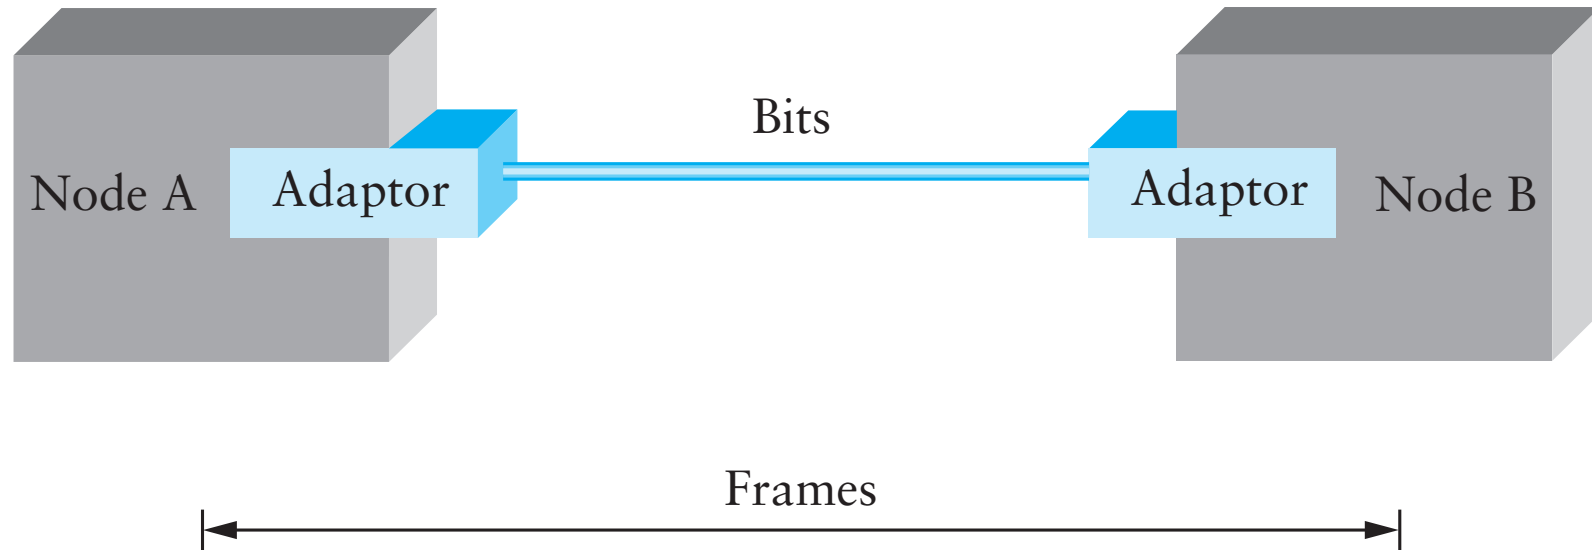 Bits
Node A
Adaptor
Adaptor
Node B
Frames